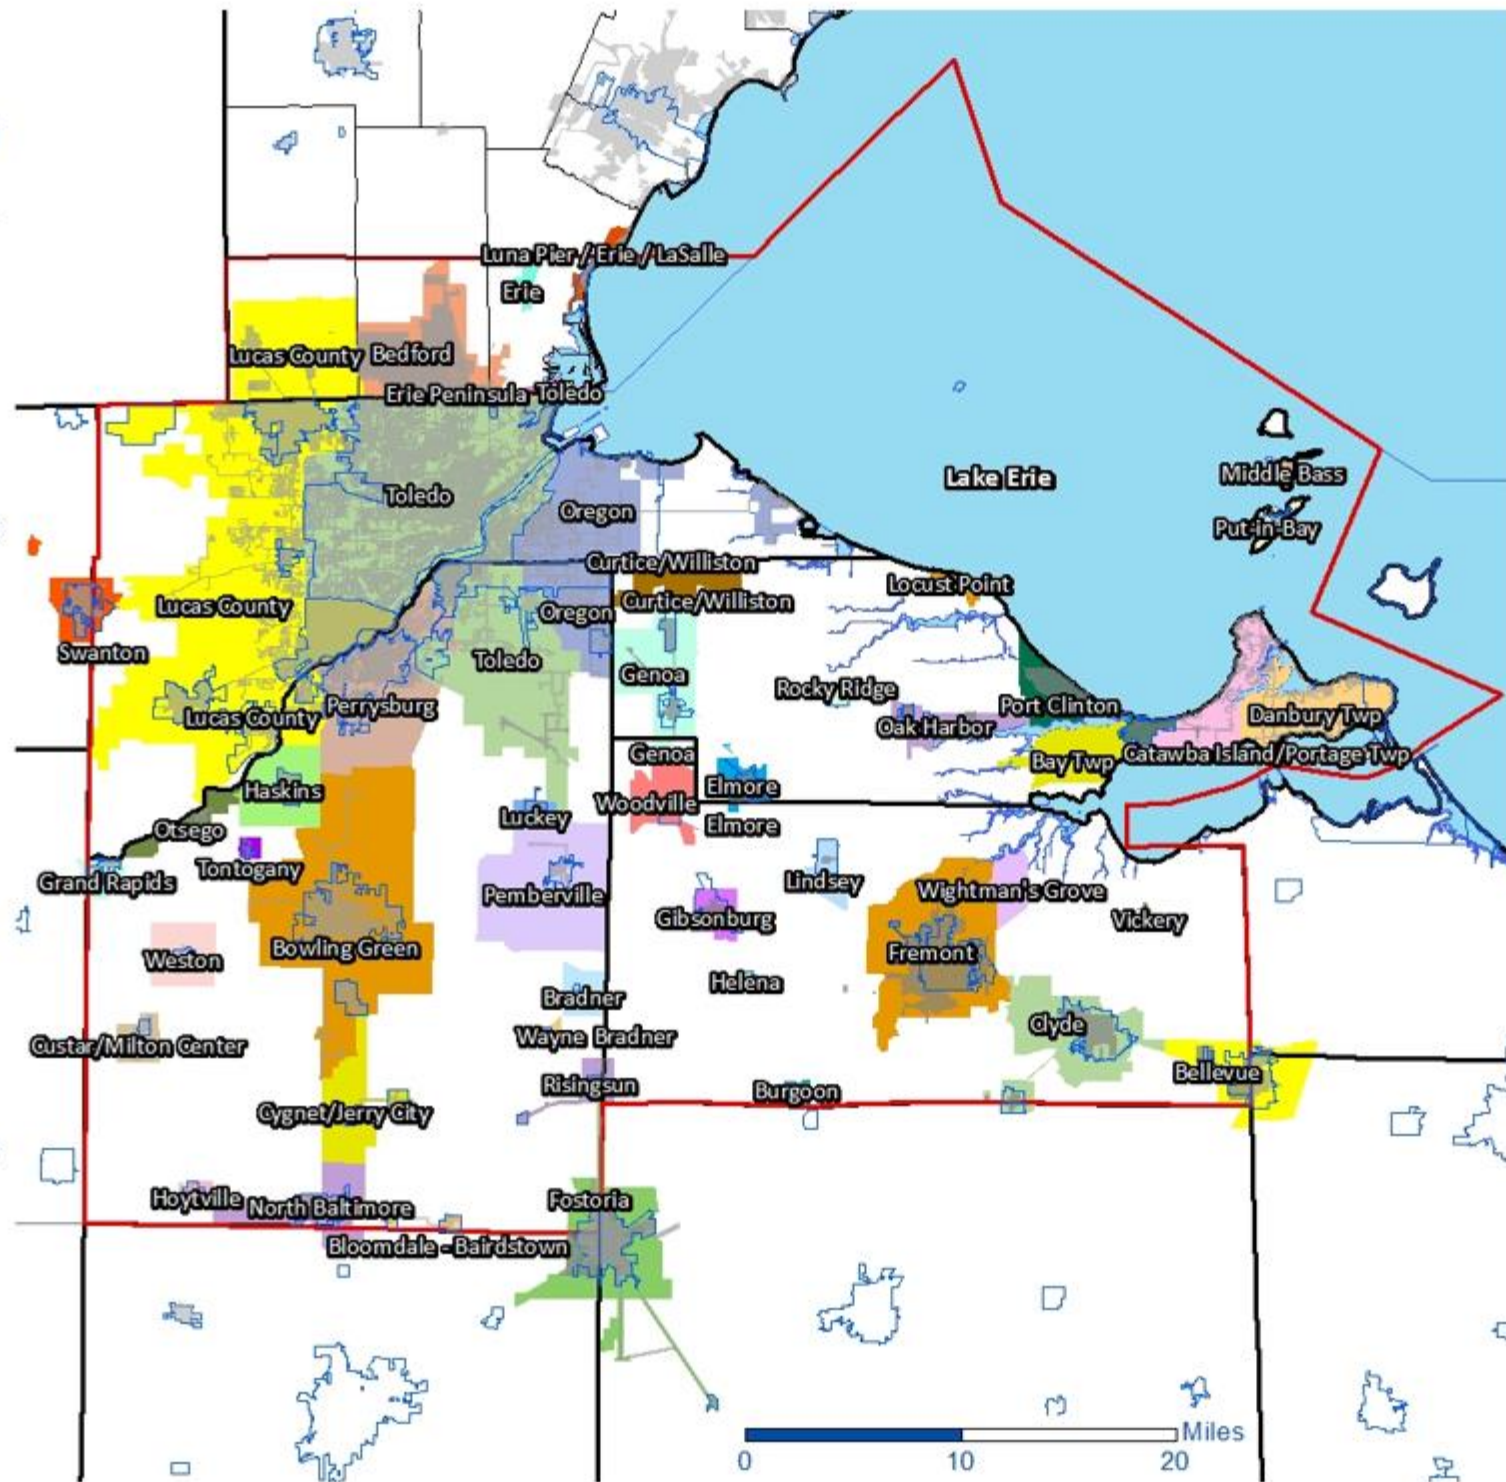 Luna Pier / Erie / LaSalle
Erie
Lucas County
Bedford
Erie Peninsula
Toledo
Middle Bass
Lake Erie
Toledo
Oregon
Put-in-Bay
Curtice/Williston
Locust Point
Lucas County
Oregon
Curtice/Williston
Swanton
Toledo
Genoa
Rocky Ridge
Lucas County
Perrysburg
Oak Harbor
Port Clinton
Danbury Twp
Genoa
Bay Twp
Catawba Island/Portage Twp
Haskins
Elmore
Woodville
Otsego
Luckey
Elmore
Grand Rapids
Tontogany
Pemberville
Lindsey
Wightman's Grove
Gibsonburg
Vickery
Weston
Bowling Green
Fremont
Helena
Bradner
Custar/Milton Center
Wayne Bradner
Clyde
Risingsun
Burgoon
Bellevue
Cygnet/Jerry City
Hoytville
North Baltimore
Fostoria
Bloomdale - Bairdstown
Miles
0 10 20